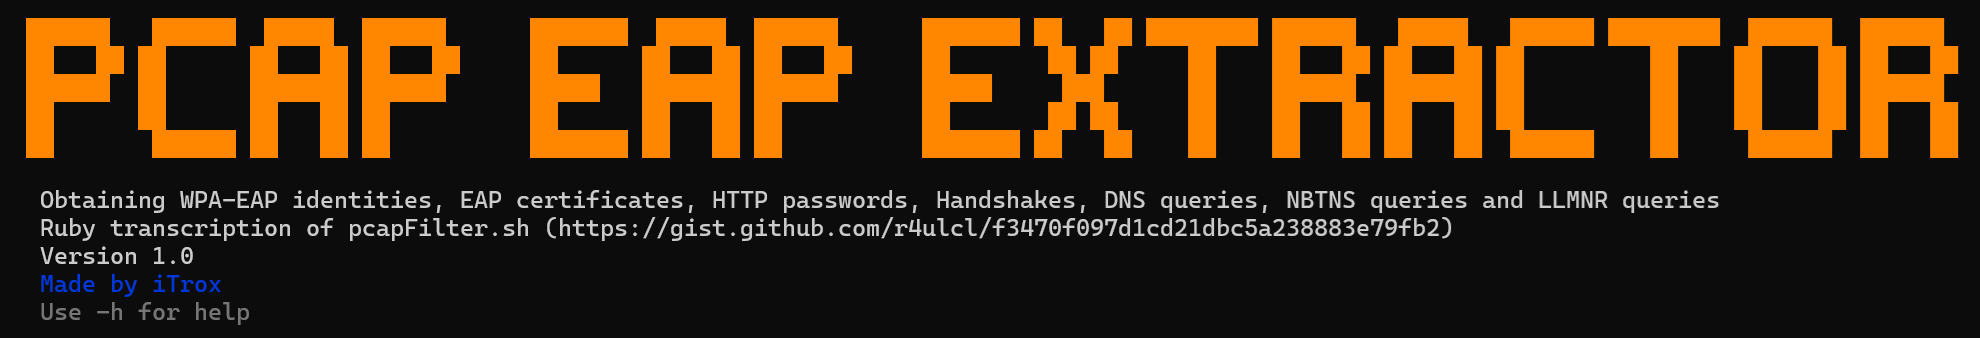 PCAP EAP EXTRACTOR
Obtaining WPA-EAP identities, EAP certificates, HTTP passwords, Handshakes, DNS queries, NBTNS queries and LLMNR queries
Ruby transcription of pcapFilter.sh (https://gist.github.com/r4ulcl/f3470f097d1cd21dbc5a238883e79fb2)
Version 1.0
Made by iTrox
Use -h for help